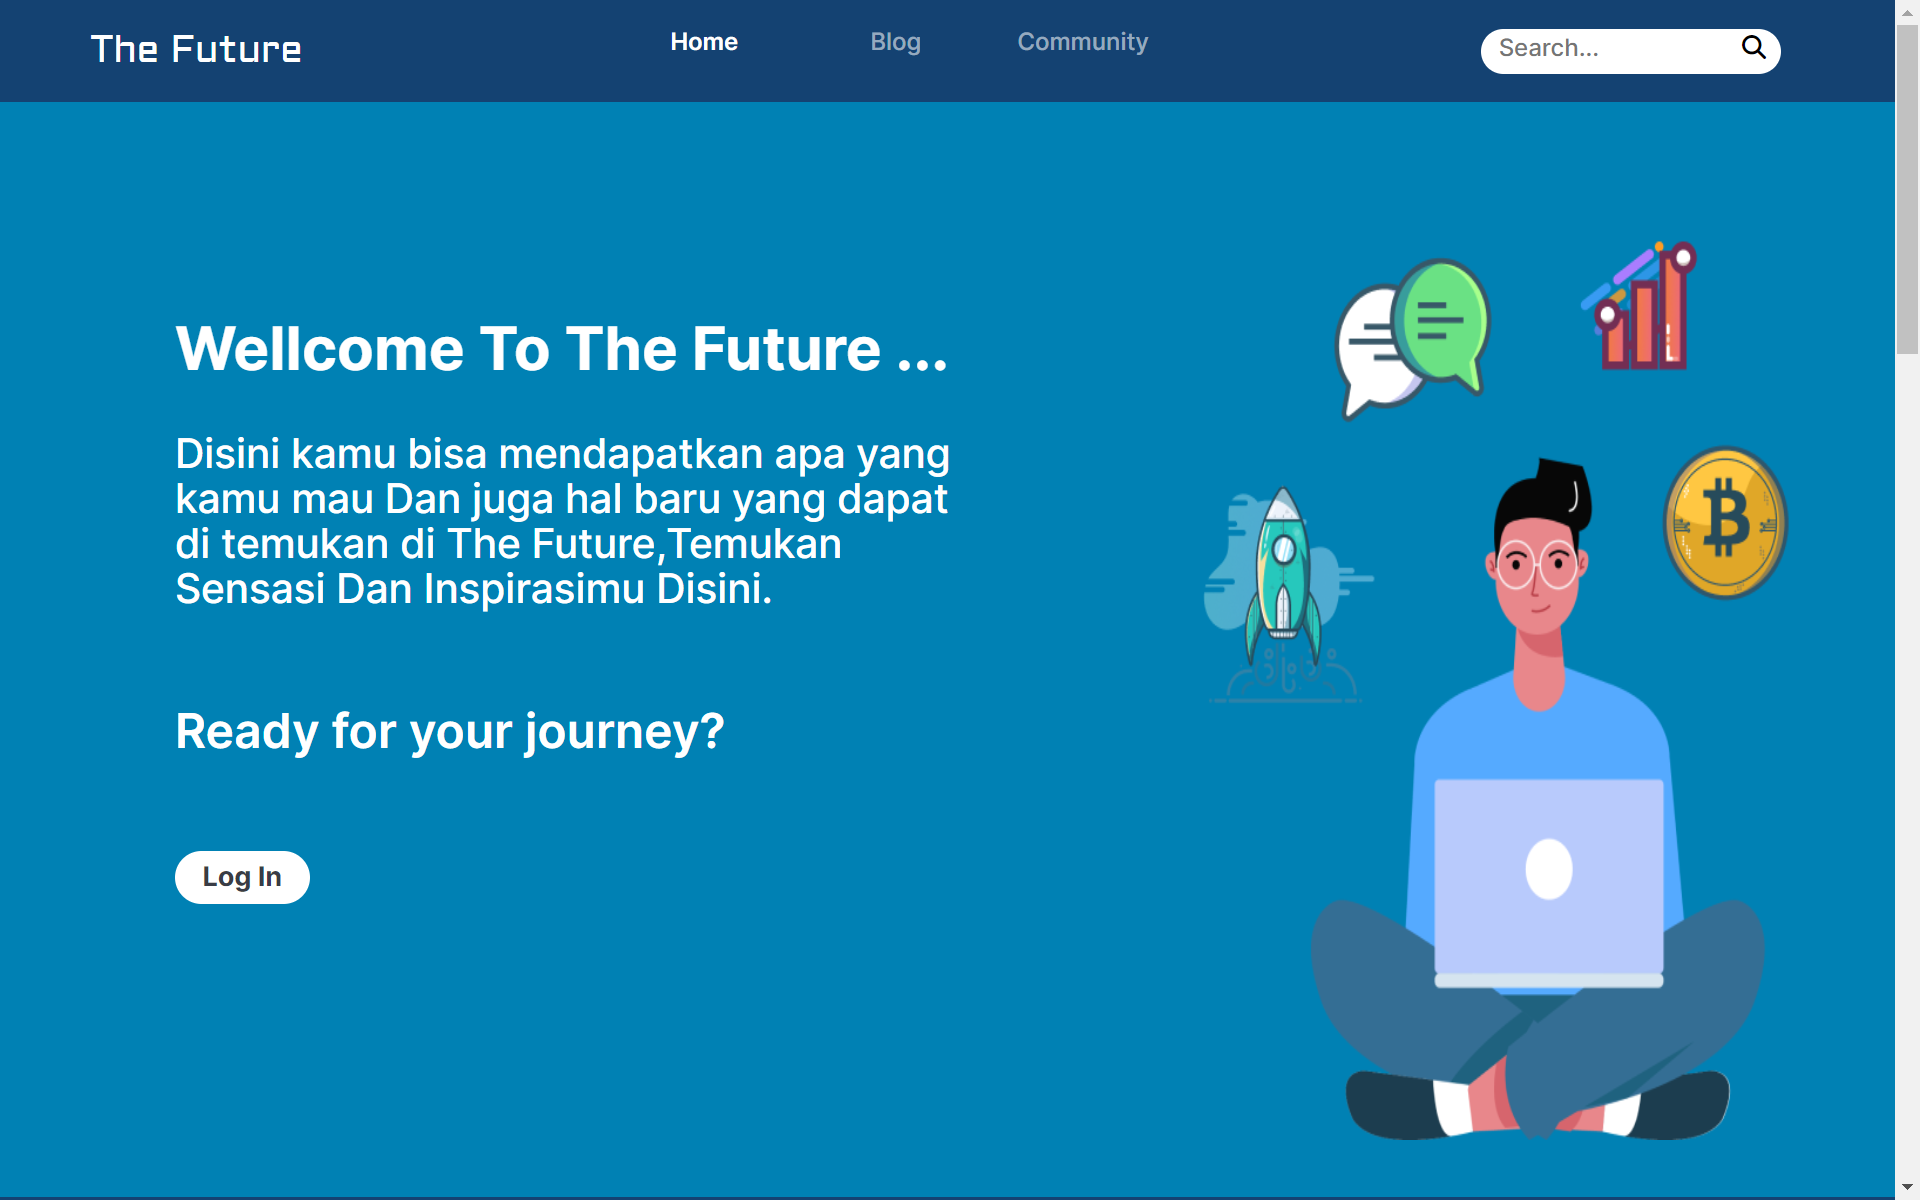 The Future
Home
Blog
Community
Search...
Wellcome To The Future ...
Disini kamu bisa mendapatkan apa yang
kamu mau Dan juga hal baru yang dapat
di temukan di The Future,Temukan
Sensasi Dan Inspirasimu Disini.
Ready for your journey?
Log In